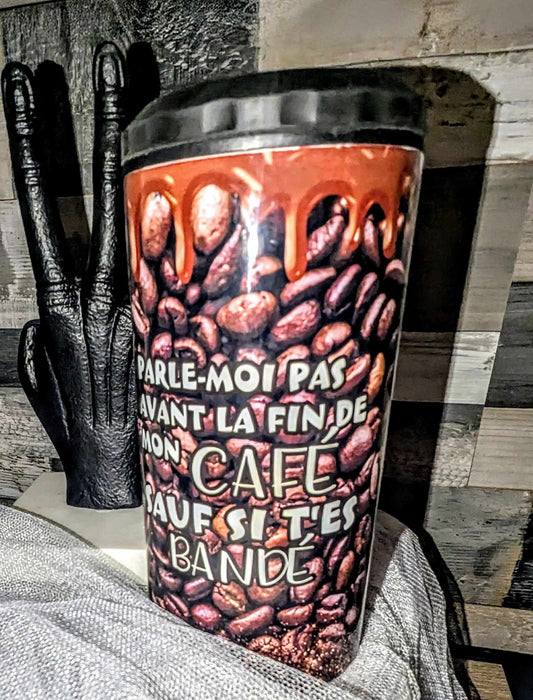 PARLE-MOI PAS
AVANT LA FIN DE
MON CAFÉ
SAUF SI T'ES
BANDÉ